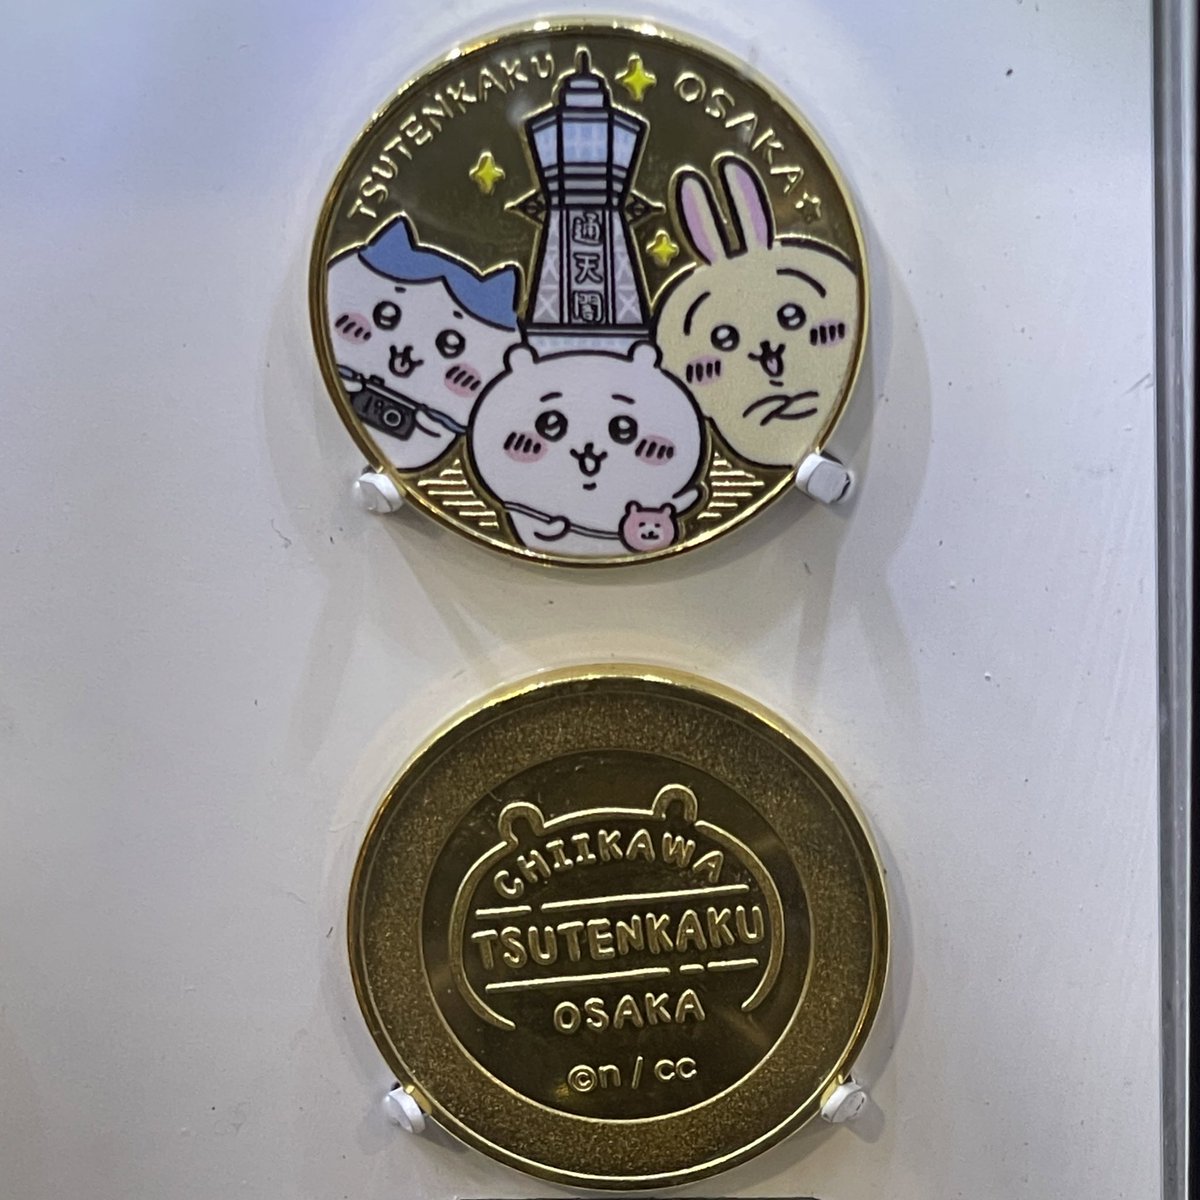 TSUTENKAKU
OSAKA
通天閣
CHIIKAWA
TSUTENKAKU
OSAKA
©n / cc